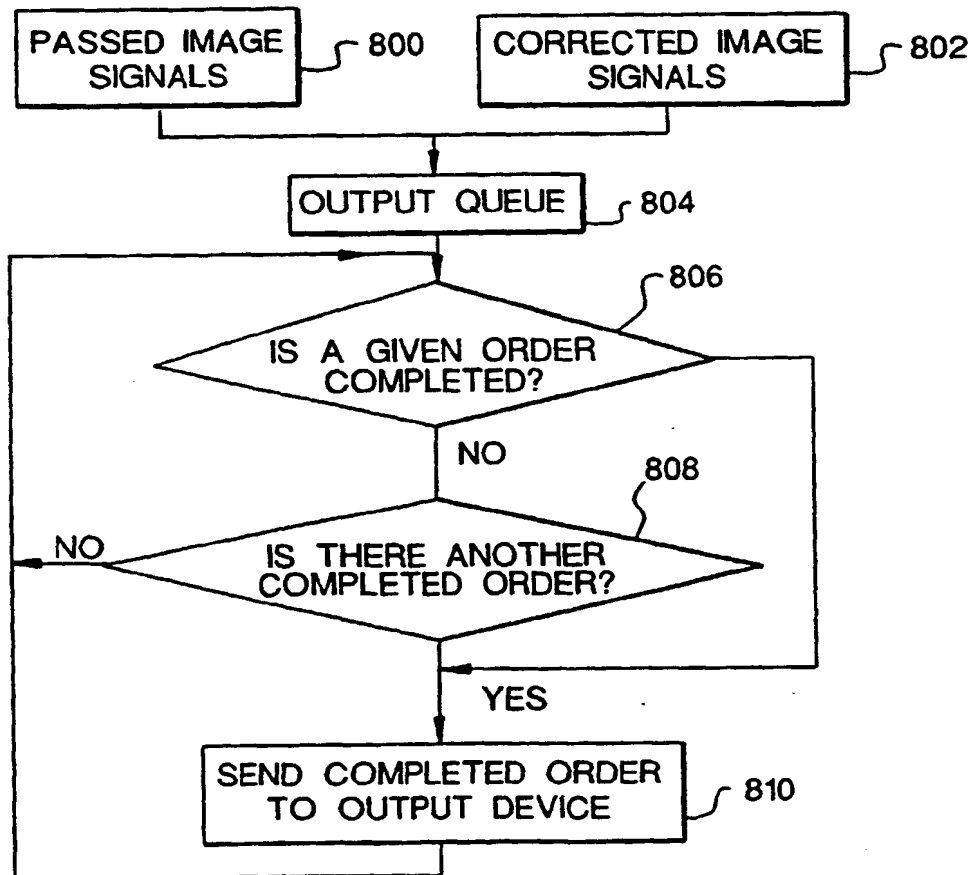 PASSED IMAGE
SIGNALS
800
CORRECTED IMAGE
SIGNALS
802
OUTPUT QUEUE
804
806
IS A GIVEN ORDER
COMPLETED?
NO
808
NO
IS THERE ANOTHER
COMPLETED ORDER?
YES
SEND COMPLETED ORDER
TO OUTPUT DEVICE
810